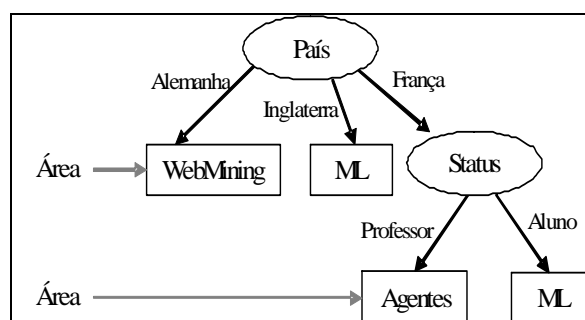 País
Alemanha
França
Inglaterra
Área
WebMining
ML
Status
Professor
Aluno
Área
Agentes
ML